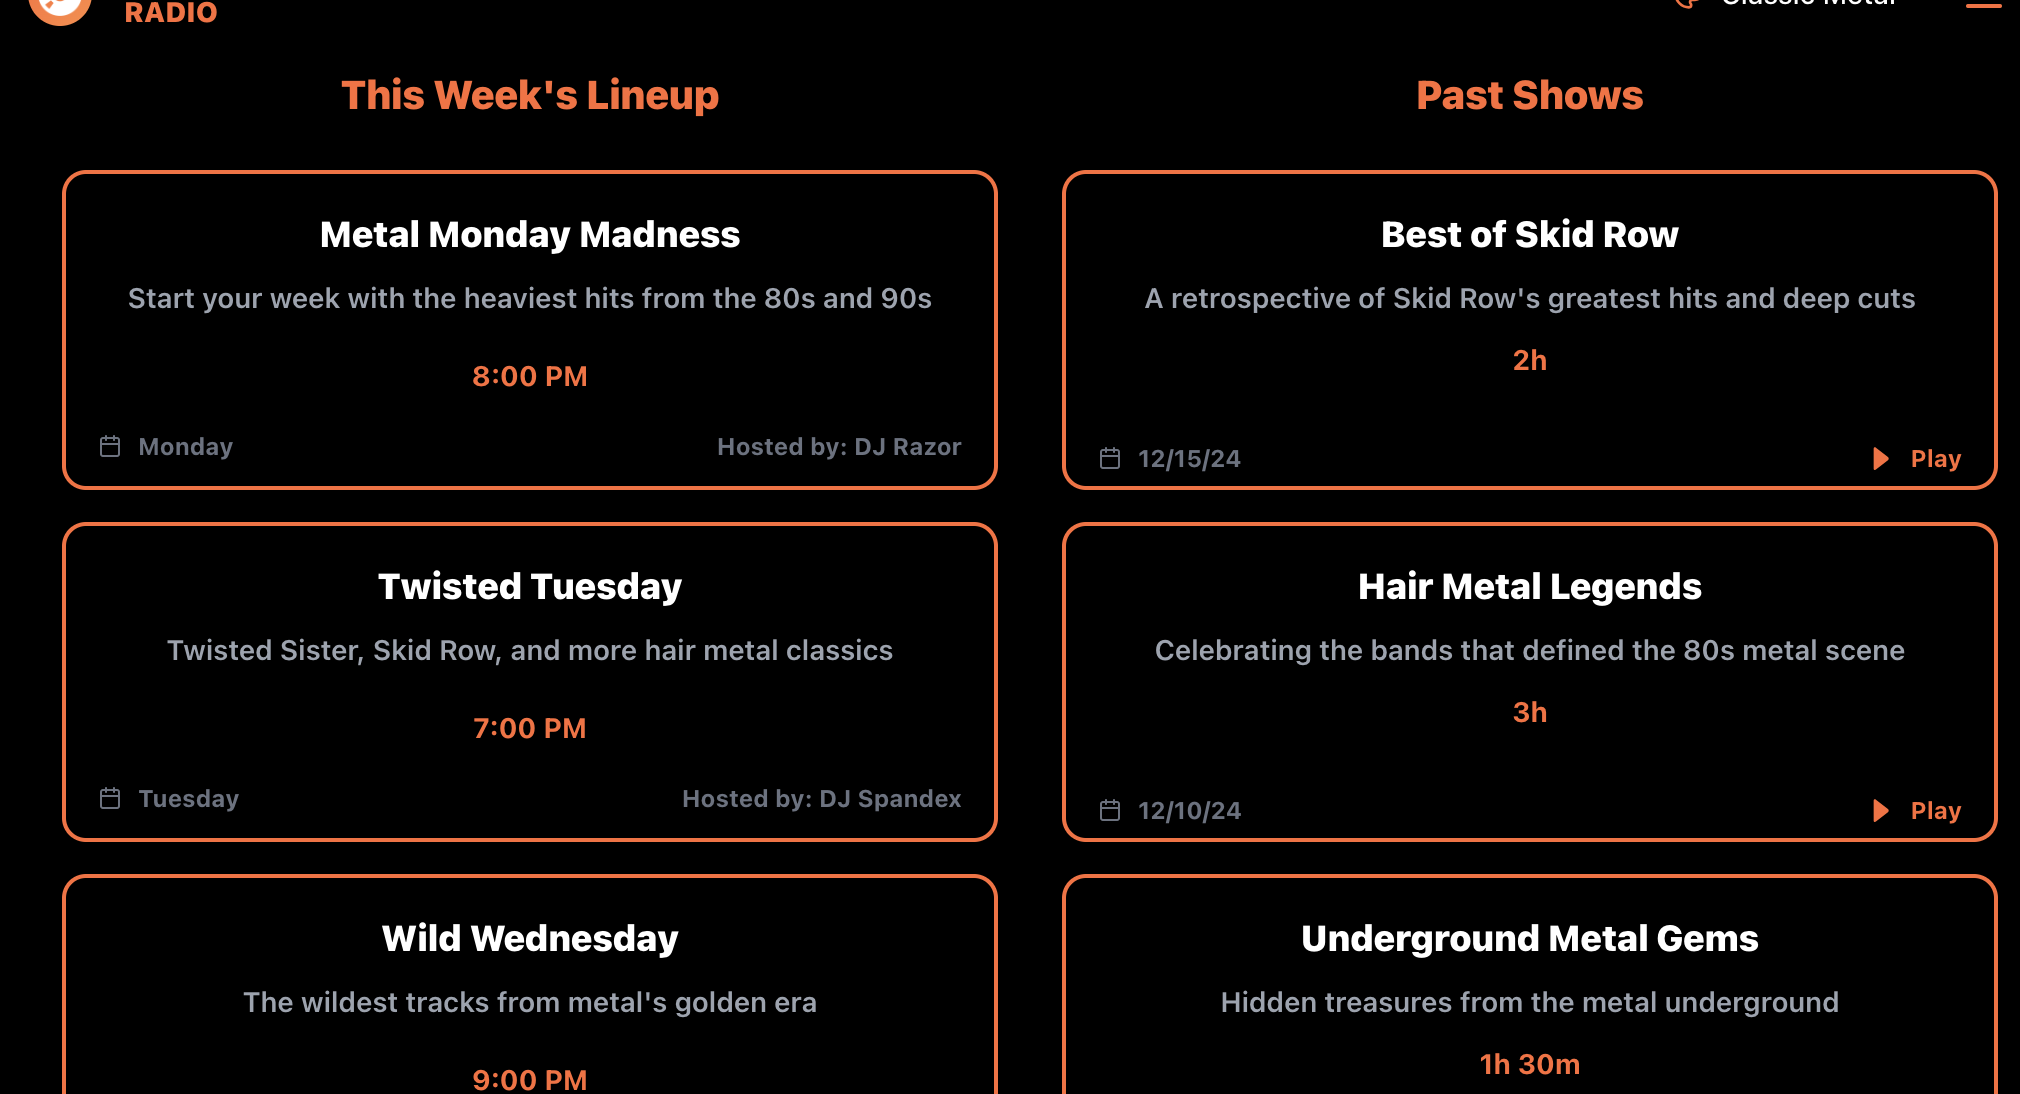 RADIO
Classic Metal
This Week's Lineup
Metal Monday Madness
Start your week with the heaviest hits from the 80s and 90s
8:00 PM
Monday
Hosted by: DJ Razor
Twisted Tuesday
Twisted Sister, Skid Row, and more hair metal classics
7:00 PM
Tuesday
Hosted by: DJ Spandex
Wild Wednesday
The wildest tracks from metal's golden era
9:00 PM
Past Shows
Best of Skid Row
A retrospective of Skid Row's greatest hits and deep cuts
2h
12/15/24
Play
Hair Metal Legends
Celebrating the bands that defined the 80s metal scene
3h
12/10/24
Play
Underground Metal Gems
Hidden treasures from the metal underground
1h 30m